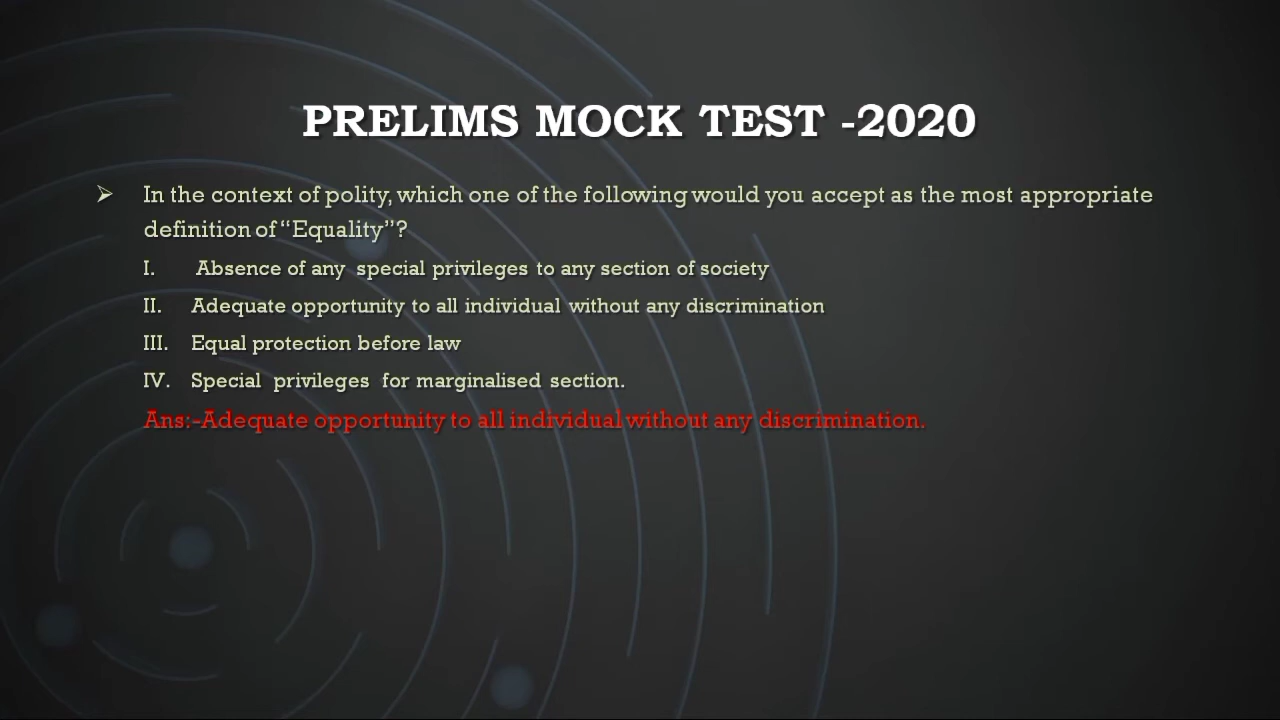 PRELIMS MOCK TEST -2020
➢ In the context of polity, which one of the following would you accept as the most appropriate
definition of “Equality”?
I. Absence of any special privileges to any section of society
II. Adequate opportunity to all individual without any discrimination
III. Equal protection before law
IV. Special privileges for marginalised section.
Ans:-Adequate opportunity to all individual without any discrimination.